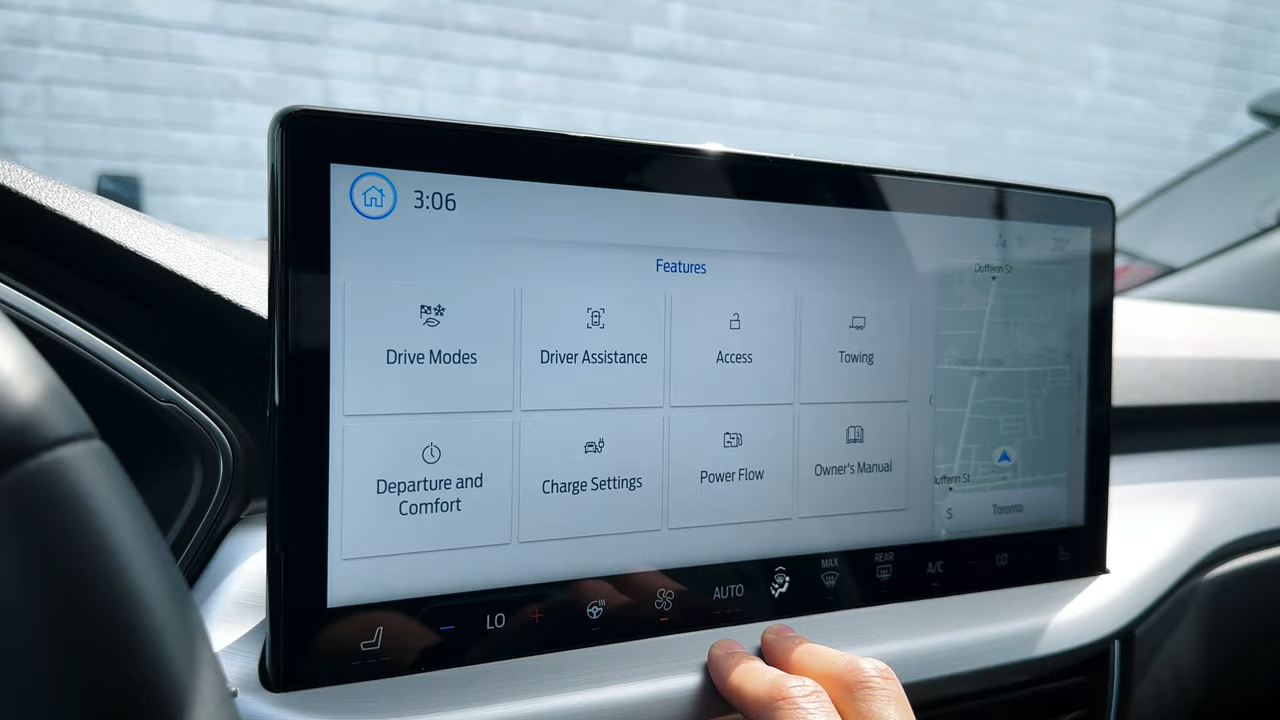 3:06
Features
Drive Modes
Driver Assistance
Access
Towing
Departure and
Comfort
Charge Settings
Power Flow
Owner's Manual
Dufferin St
Dufferin St
S
Toronto
LO
AUTO
MAX
REAR
A/C
LO